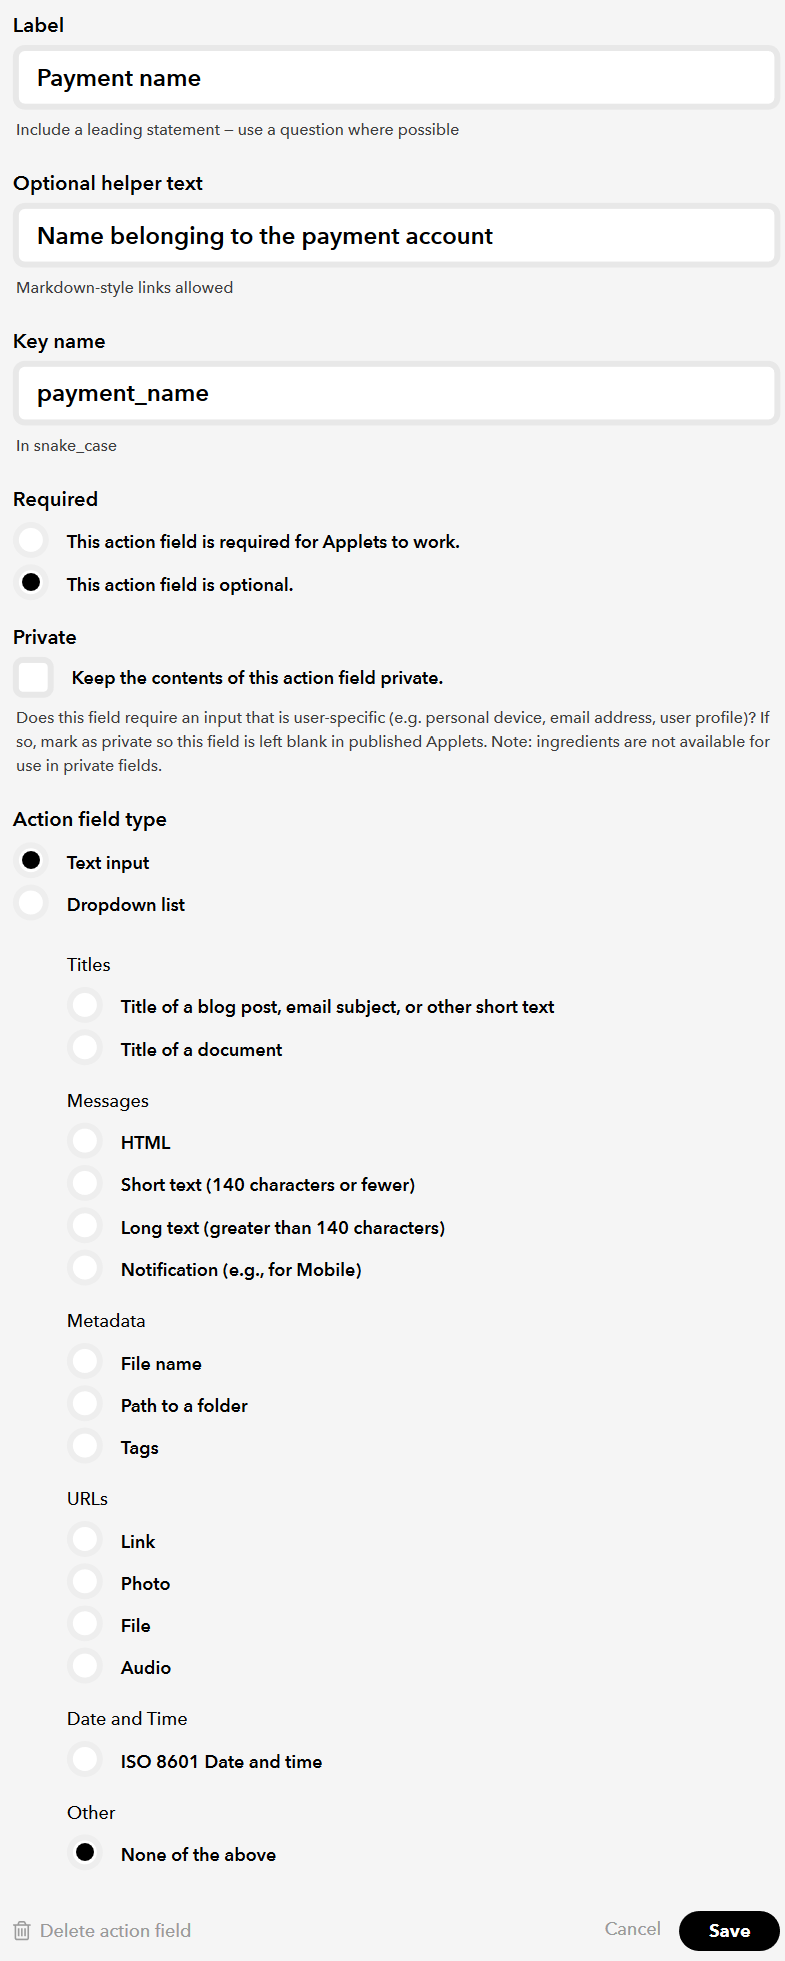 Label
Payment name
Include a leading statement – use a question where possible
Optional helper text
Name belonging to the payment account
Markdown-style links allowed
Key name
payment_name
In snake_case
Required
This action field is required for Applets to work.
This action field is optional.
Private
Keep the contents of this action field private.
Does this field require an input that is user-specific (e.g. personal device, email address, user profile)? If
so, mark as private so this field is left blank in published Applets. Note: ingredients are not available for
use in private fields.
Action field type
Text input
Dropdown list
Titles
Title of a blog post, email subject, or other short text
Title of a document
Messages
HTML
Short text (140 characters or fewer)
Long text (greater than 140 characters)
Notification (e.g., for Mobile)
Metadata
File name
Path to a folder
Tags
URLs
Link
Photo
File
Audio
Date and Time
ISO 8601 Date and time
Other
None of the above
Delete action field
Cancel
Save